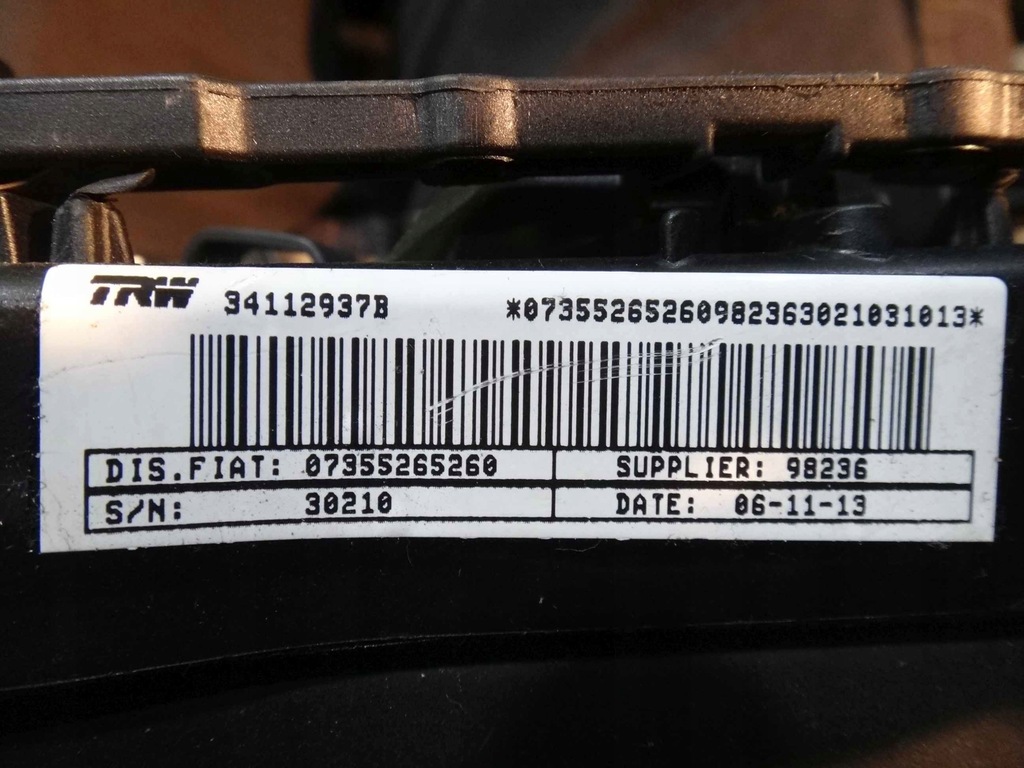 TRW 34112937B *07355265260982363021031013*
DIS.FIAT: 07355265260 SUPPLIER: 98236
S/N: 30210 DATE: 06-11-13